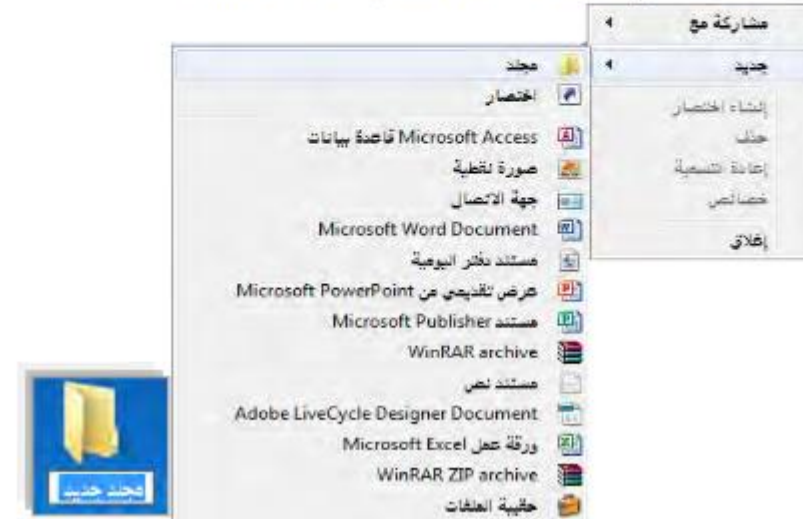 مشاركة مع
جديد
إنشاء اختصار
حذف
إعادة التسمية
خصائص
إغلاق
مجلد
اختصار
Microsoft Access قاعدة بيانات
صورة نقطية
جهة الاتصال
Microsoft Word Document
مستند دفتر اليومية
عرض تقديمي من Microsoft PowerPoint
مستند Microsoft Publisher
WinRAR archive
مستند نص
Adobe LiveCycle Designer Document
ورقة عمل Microsoft Excel
WinRAR ZIP archive
حقيبة الملفات
مجلد جديد